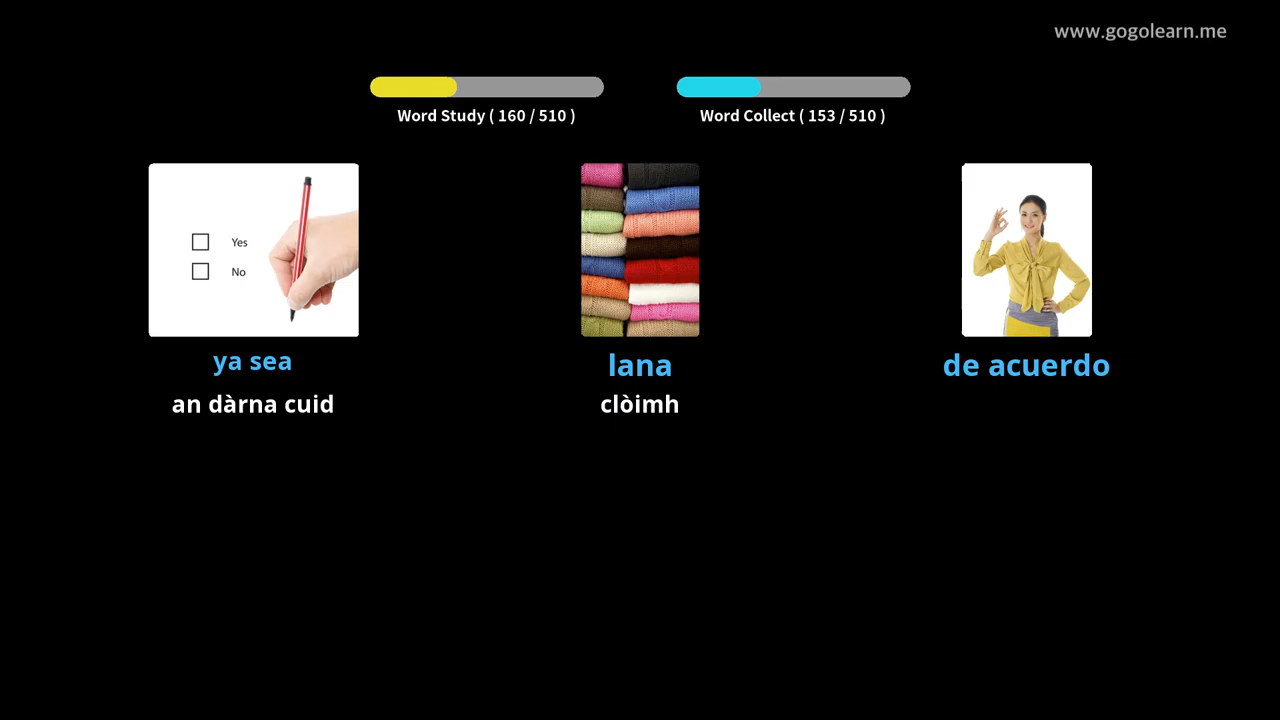 www.gogolearn.me
Word Study ( 160 / 510 )
Word Collect ( 153 / 510 )
Yes
No
ya sea
lana
de acuerdo
an dàrna cuid
clòimh